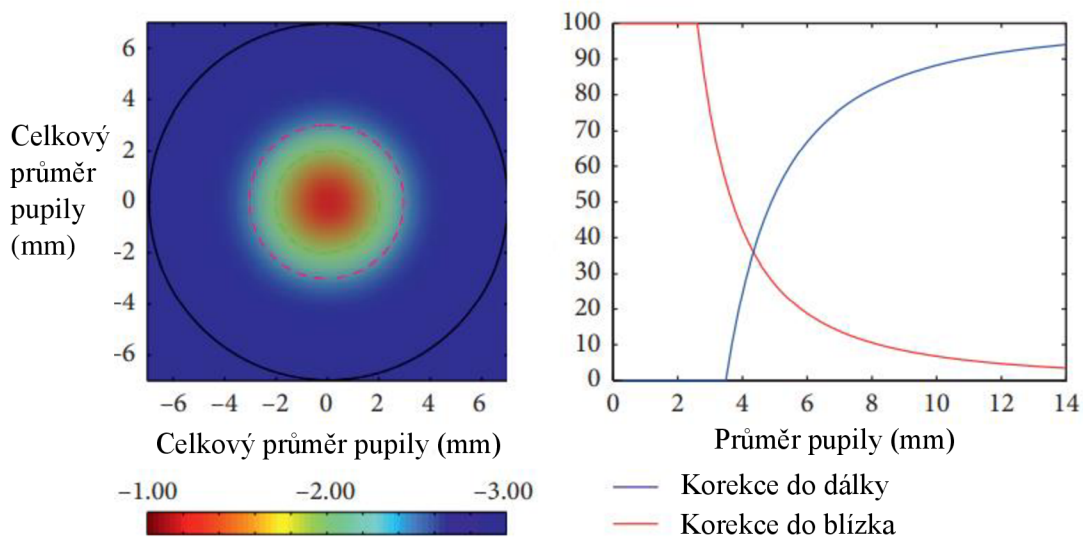 Celkový
průměr
pupily
(mm)
6
4
2
0
-2
-4
-6
−6 −4 −2 0 2 4 6
Celkový průměr pupily (mm)
−1.00 −2.00 −3.00
100
90
80
70
60
50
40
30
20
10
0
0 2 4 6 8 10 12 14
Průměr pupily (mm)
Korekce do dálky
Korekce do blízka